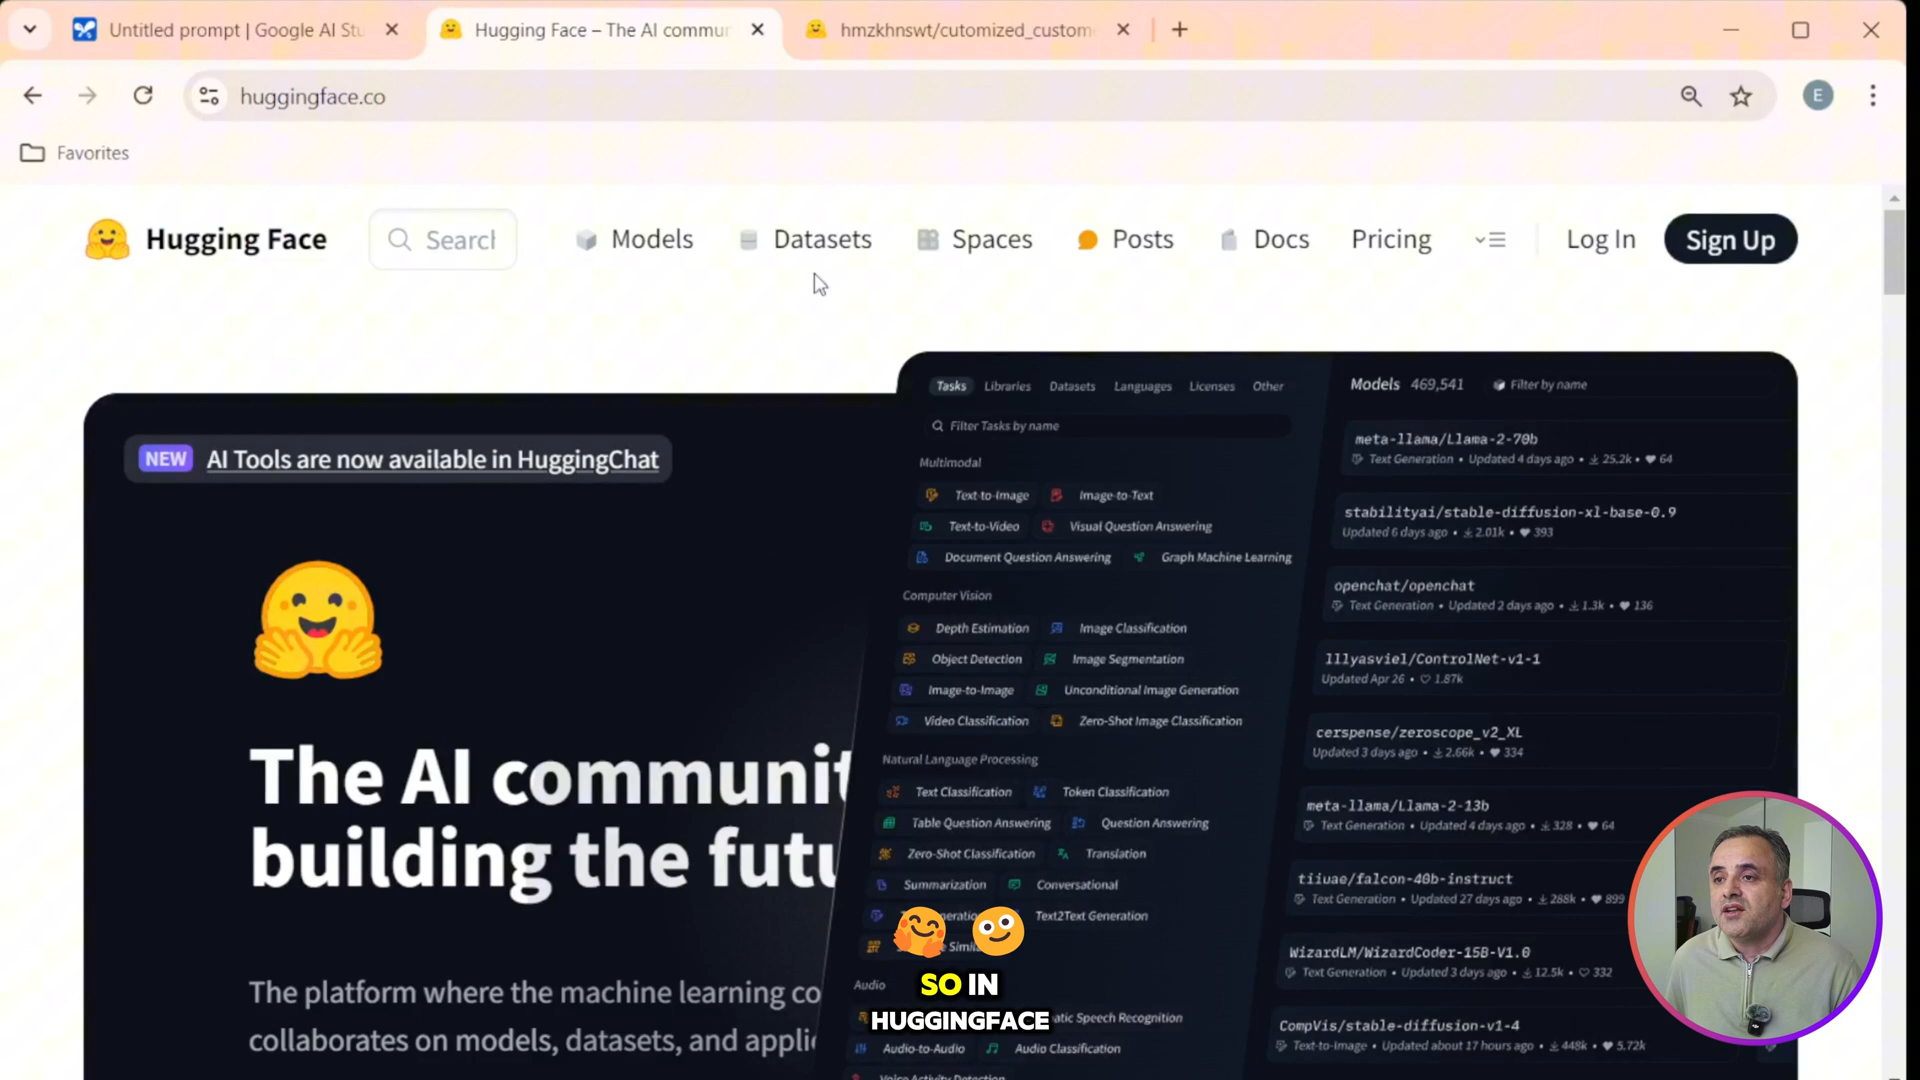 Untitled prompt | Google AI Stu
Hugging Face – The AI commur
hmzkhnswt/cutomized_custom
huggingface.co
E
Favorites
Hugging Face
Search
Models
Datasets
Spaces
Posts
Docs
Pricing
Log In
Sign Up
NEW AI Tools are now available in HuggingChat
The AI communit
building the futu
The platform where the machine learning co
collaborates on models, datasets, and appli
Tasks Libraries Datasets Languages Licenses Other
Filter Tasks by name
Multimodal
Text-to-Image Image-to-Text
Text-to-Video Visual Question Answering
Document Question Answering Graph Machine Learning
Computer Vision
Depth Estimation Image Classification
Object Detection Image Segmentation
Image-to-Image Unconditional Image Generation
Video Classification Zero-Shot Image Classification
Natural Language Processing
Text Classification Token Classification
Table Question Answering Question Answering
Zero-Shot Classification Translation
Summarization Conversational
Text2Text Generation
Audio
atic Speech Recognition
Audio-to-Audio Audio Classification
Voice Activity Detection
Models 469,541 Filter by name
meta-llama/Llama-2-70b
Text Generation • Updated 4 days ago • 25.2k • 64
stabilityai/stable-diffusion-xl-base-0.9
Updated 6 days ago • 2.01k • 393
openchat/openchat
Text Generation • Updated 2 days ago • 1.3k • 136
lllyasviel/ControlNet-v1-1
Updated Apr 26 • 1.87k
cerspense/zeroscope_v2_XL
Updated 3 days ago • 2.66k • 334
meta-llama/Llama-2-13b
Text Generation • Updated 4 days ago • 328 • 64
tiiuae/falcon-40b-instruct
Text Generation • Updated 27 days ago • 288k • 899
WizardLM/WizardCoder-15B-V1.0
Text Generation • Updated 3 days ago • 12.5k • 332
CompVis/stable-diffusion-v1-4
Text-to-Image • Updated about 17 hours ago • 448k • 5.72k
SO IN
HUGGINGFACE